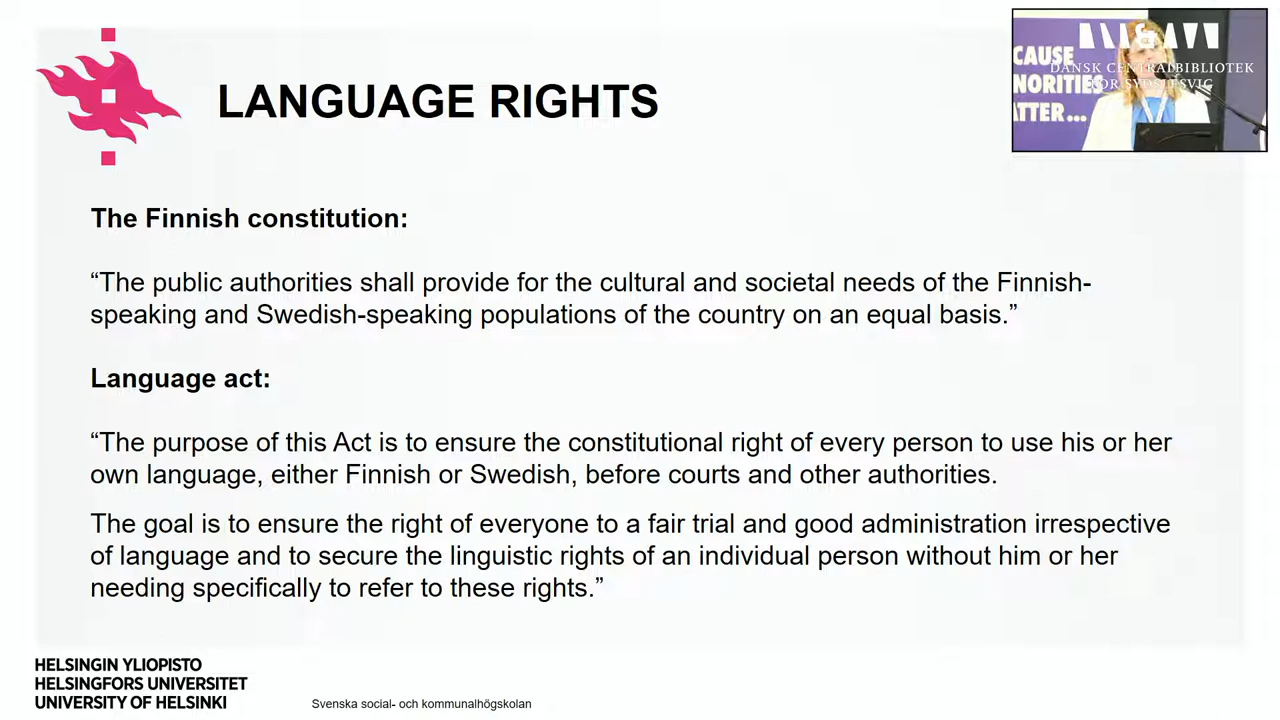 LANGUAGE RIGHTS
CAUSE
NORITIES
ATTER...
DANSK CENTRALBIBLIOTEK
FOR SYDSLESVIG
The Finnish constitution:
“The public authorities shall provide for the cultural and societal needs of the Finnish-
speaking and Swedish-speaking populations of the country on an equal basis.”
Language act:
“The purpose of this Act is to ensure the constitutional right of every person to use his or her
own language, either Finnish or Swedish, before courts and other authorities.
The goal is to ensure the right of everyone to a fair trial and good administration irrespective
of language and to secure the linguistic rights of an individual person without him or her
needing specifically to refer to these rights.”
HELSINGIN YLIOPISTO
HELSINGFORS UNIVERSITET
UNIVERSITY OF HELSINKI
Svenska social- och kommunalhögskolan